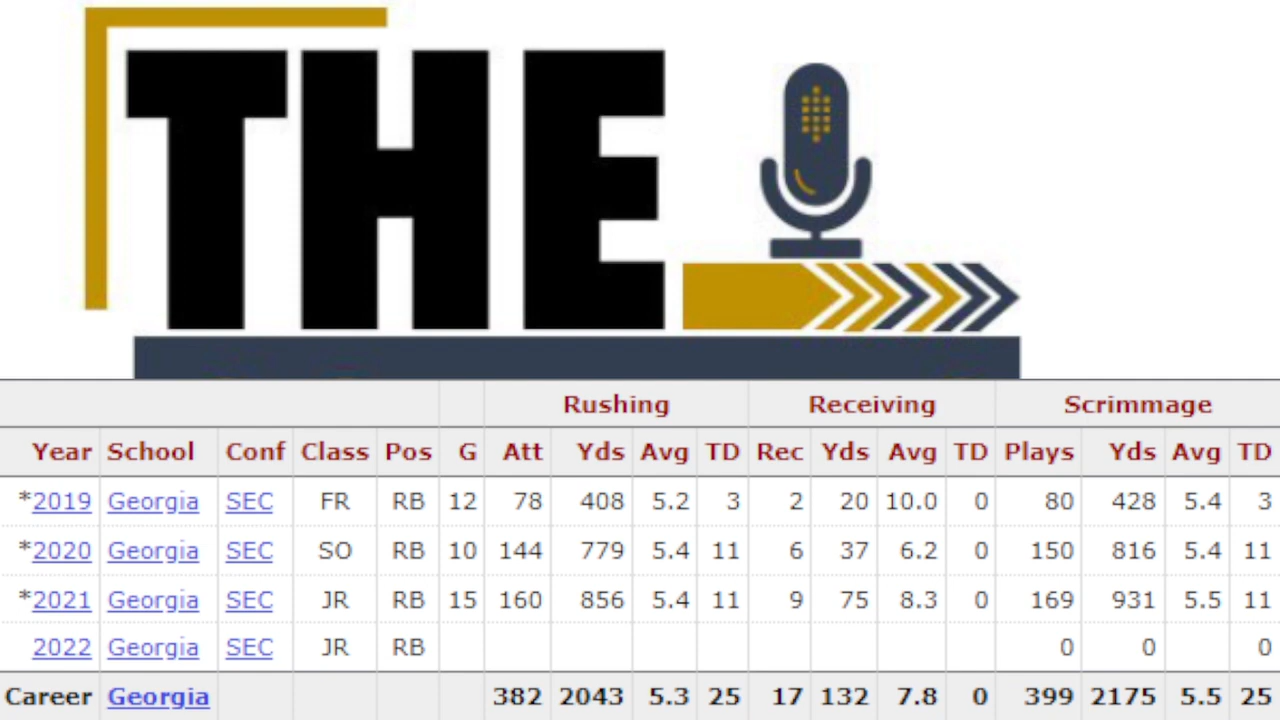 THE
Rushing Receiving Scrimmage
Year School Conf Class Pos G Att Yds Avg TD Rec Yds Avg TD Plays Yds Avg TD
*2019 Georgia SEC FR RB 12 78 408 5.2 3 2 20 10.0 0 80 428 5.4 3
*2020 Georgia SEC SO RB 10 144 779 5.4 11 6 37 6.2 0 150 816 5.4 11
*2021 Georgia SEC JR RB 15 160 856 5.4 11 9 75 8.3 0 169 931 5.5 11
2022 Georgia SEC JR RB 0 0 0
Career Georgia 382 2043 5.3 25 17 132 7.8 0 399 2175 5.5 25